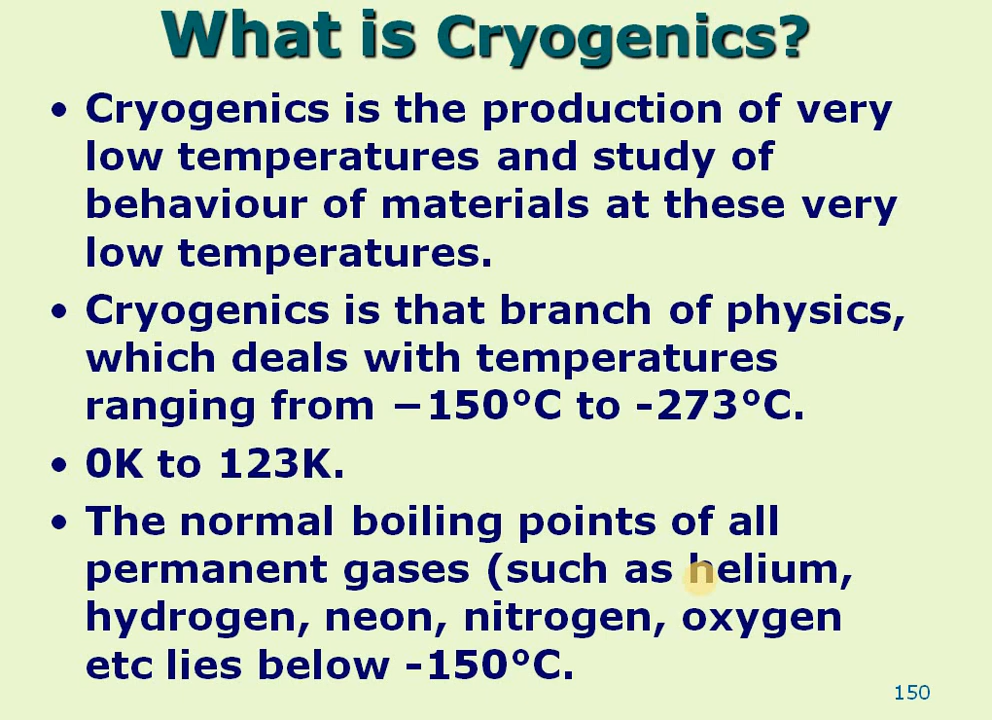 What is Cryogenics?
• Cryogenics is the production of very
low temperatures and study of
behaviour of materials at these very
low temperatures.
• Cryogenics is that branch of physics,
which deals with temperatures
ranging from −150°C to -273°C.
• 0K to 123K.
• The normal boiling points of all
permanent gases (such as helium,
hydrogen, neon, nitrogen, oxygen
etc lies below -150°C.
150